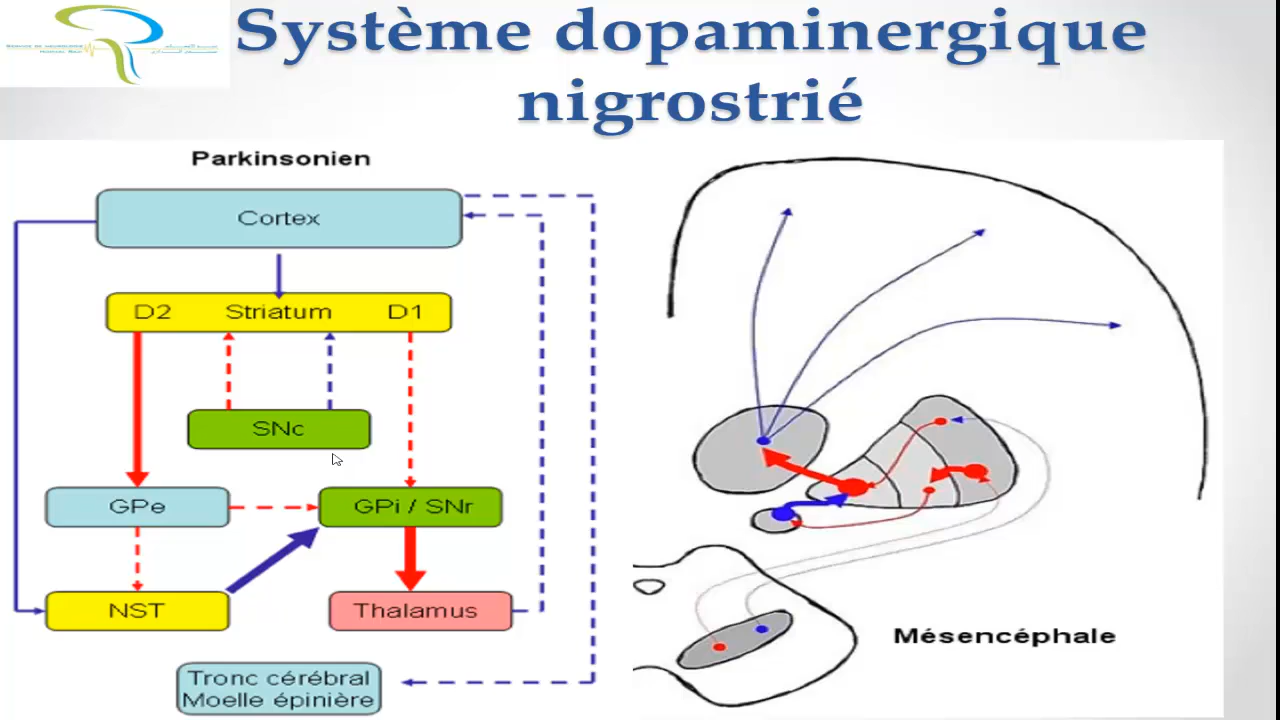 Système dopaminergique
nigrostrié
Parkinsonien
Cortex
D2 Striatum D1
SNc
GPe
GPi / SNr
NST
Thalamus
Tronc cérébral
Moelle épinière
Mésencéphale